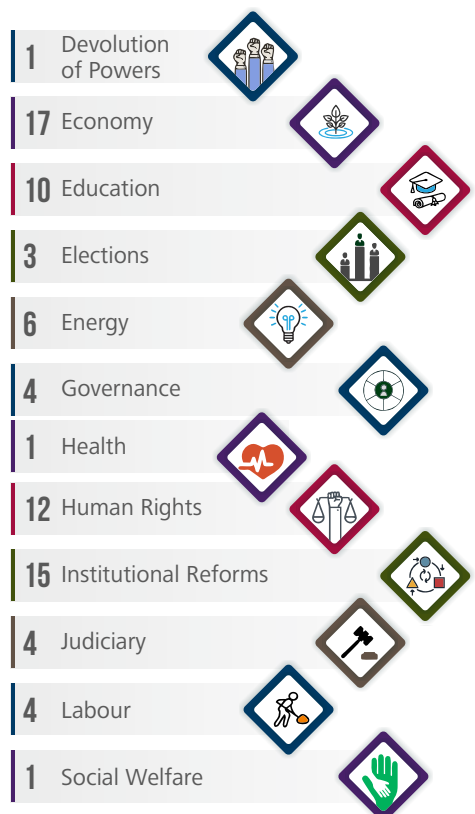 1 Devolution
of Powers
17 Economy
10 Education
3 Elections
6 Energy
4 Governance
1 Health
12 Human Rights
15 Institutional Reforms
4 Judiciary
4 Labour
1 Social Welfare